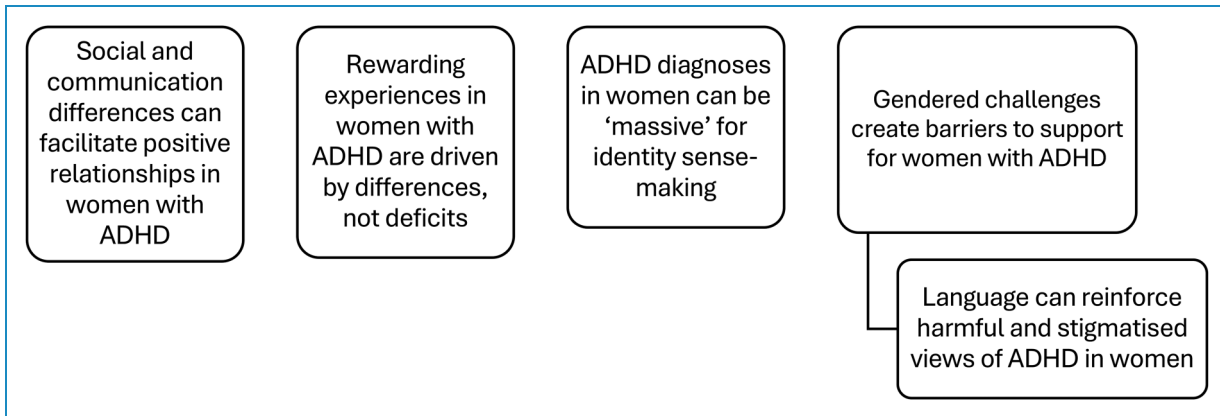 Social and
communication
differences can
facilitate positive
relationships in
women with
ADHD
Rewarding
experiences in
women with
ADHD are driven
by differences,
not deficits
ADHD diagnoses
in women can be
‘massive’ for
identity sense-
making
Gendered challenges
create barriers to support
for women with ADHD
Language can reinforce
harmful and stigmatised
views of ADHD in women